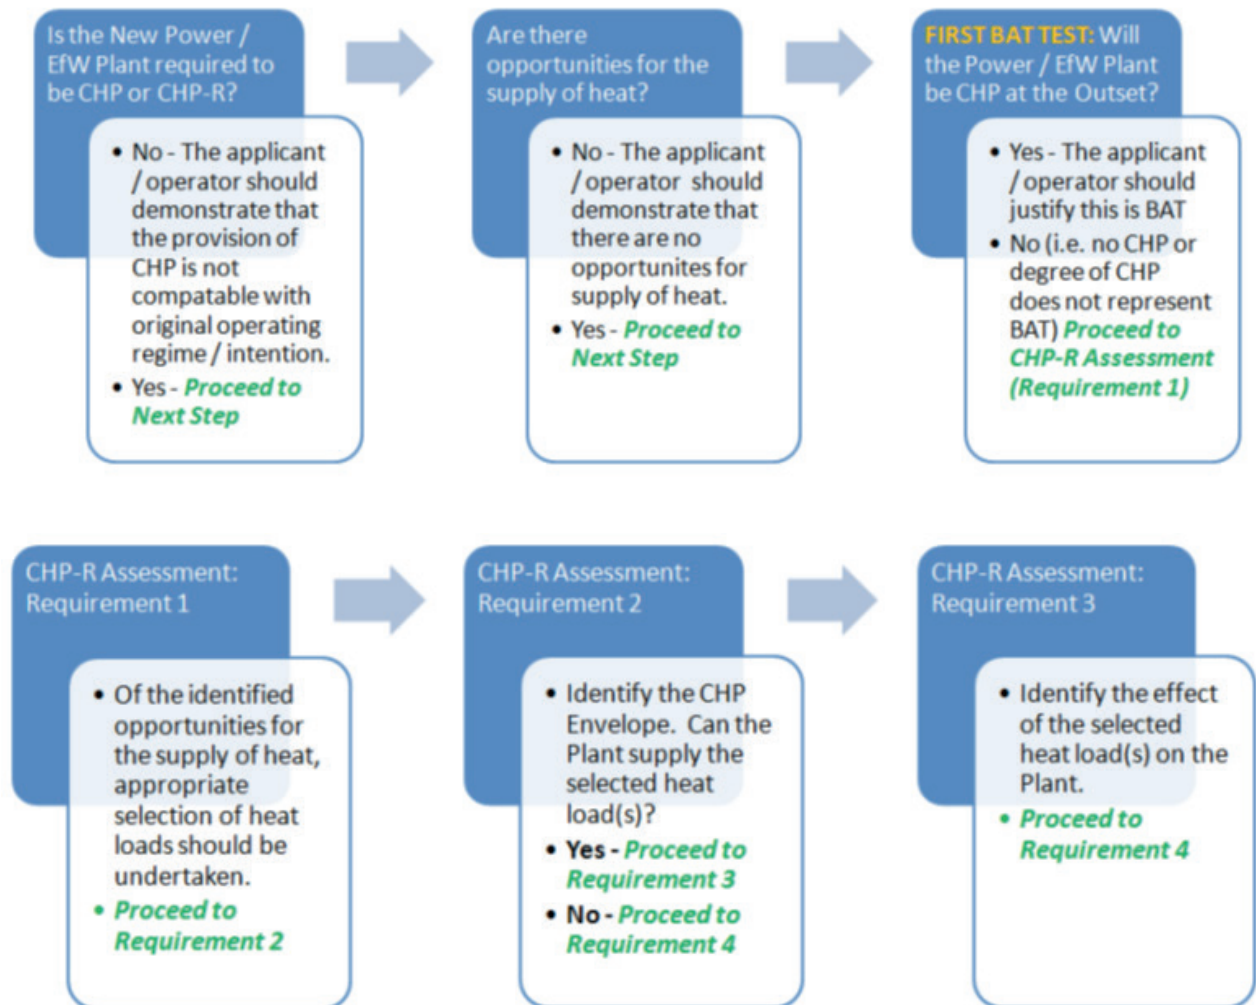 Is the New Power /
EfW Plant required to
be CHP or CHP-R?
• No - The applicant
/ operator should
demonstrate that
the provision of
CHP is not
compatable with
original operating
regime / intention.
• Yes - Proceed to
Next Step
Are there
opportunities for the
supply of heat?
• No - The applicant
/ operator should
demonstrate that
there are no
opportunites for
supply of heat.
• Yes - Proceed to
Next Step
FIRST BAT TEST: Will
the Power / EfW Plant
be CHP at the Outset?
• Yes - The applicant
/ operator should
justify this is BAT
• No (i.e. no CHP or
degree of CHP
does not represent
BAT) Proceed to
CHP-R Assessment
(Requirement 1)
CHP-R Assessment:
Requirement 1
• Of the identified
opportunities for
the supply of heat,
appropriate
selection of heat
loads should be
undertaken.
• Proceed to
Requirement 2
CHP-R Assessment:
Requirement 2
• Identify the CHP
Envelope. Can the
Plant supply the
selected heat
load(s)?
• Yes - Proceed to
Requirement 3
• No - Proceed to
Requirement 4
CHP-R Assessment:
Requirement 3
• Identify the effect
of the selected
heat load(s) on the
Plant.
• Proceed to
Requirement 4